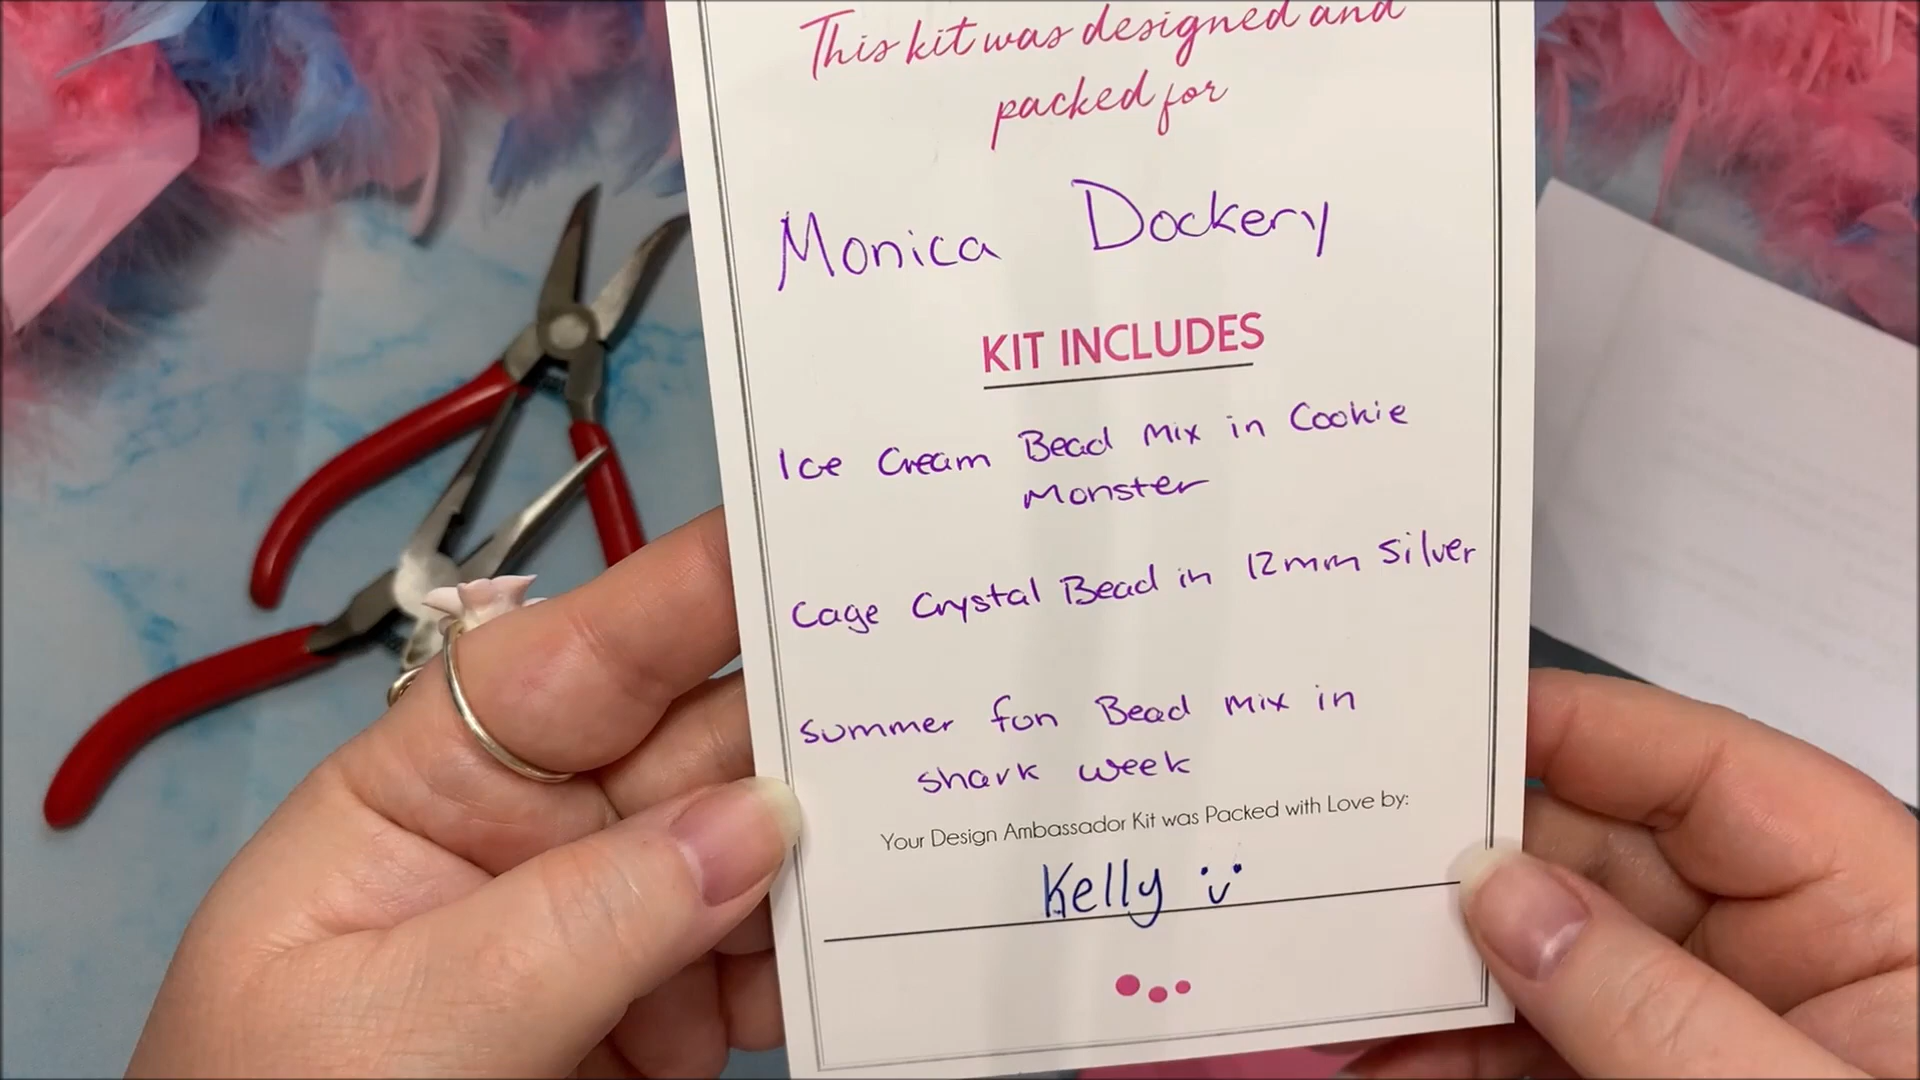 This kit was designed and
packed for
Monica Dockery
KIT INCLUDES
Ice Cream Bead Mix in Cookie
Monster
Cage Crystal Bead in 12mm Silver
Summer fun Bead Mix in
shark week
Your Design Ambassador Kit was Packed with Love by:
Kelly